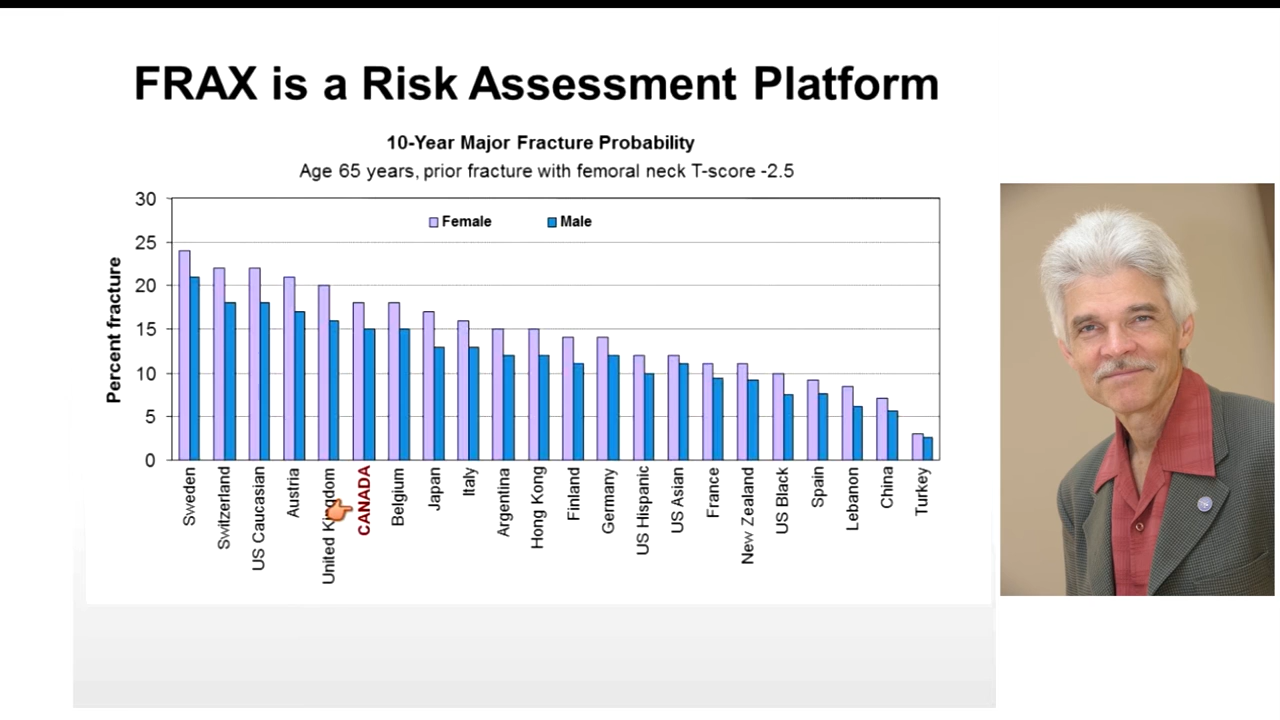 FRAX is a Risk Assessment Platform
10-Year Major Fracture Probability
Age 65 years, prior fracture with femoral neck T-score -2.5
Percent fracture
30
25
20
15
10
5
0
Female
Male
Sweden
Switzerland
US Caucasian
Austria
United Kingdom
CANADA
Belgium
Japan
Italy
Argentina
Hong Kong
Finland
Germany
US Hispanic
US Asian
France
New Zealand
US Black
Spain
Lebanon
China
Turkey